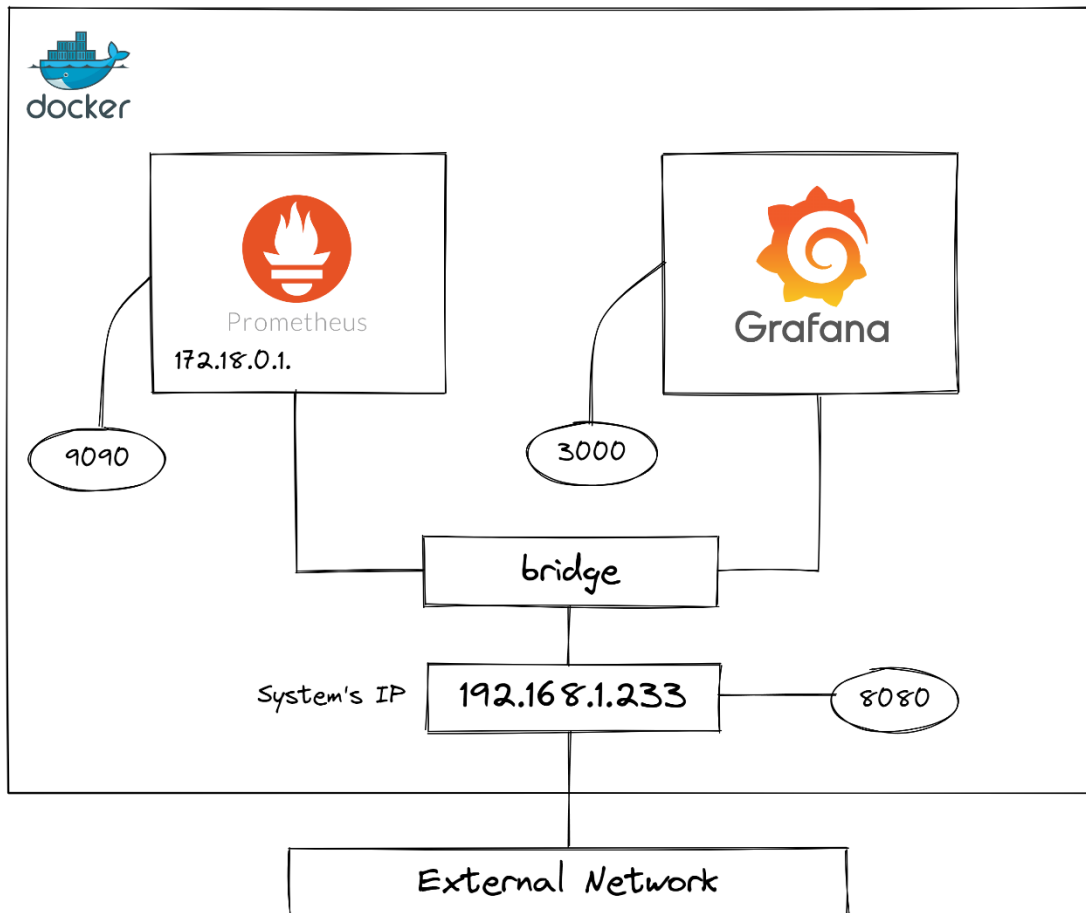 docker
Prometheus
172.18.0.1.
Grafana
9090
3000
bridge
System's IP
192.168.1.233
8080
External Network